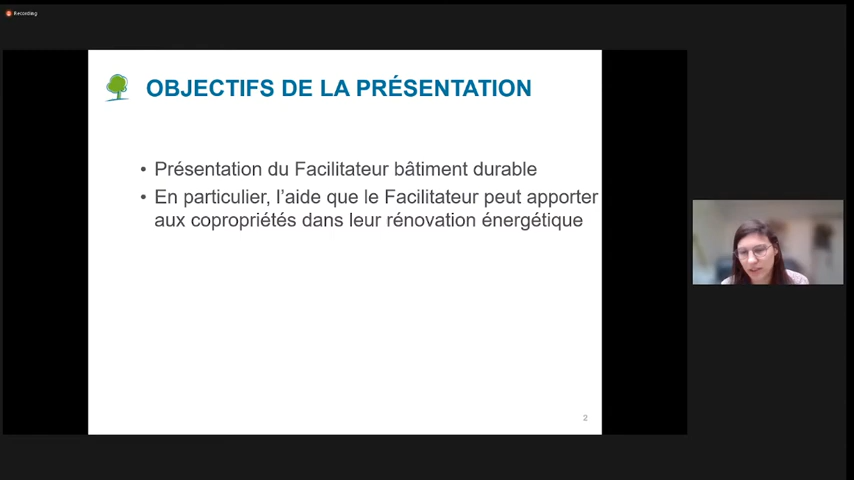 Recording
OBJECTIFS DE LA PRÉSENTATION
• Présentation du Facilitateur bâtiment durable
• En particulier, l’aide que le Facilitateur peut apporter
aux copropriétés dans leur rénovation énergétique
2